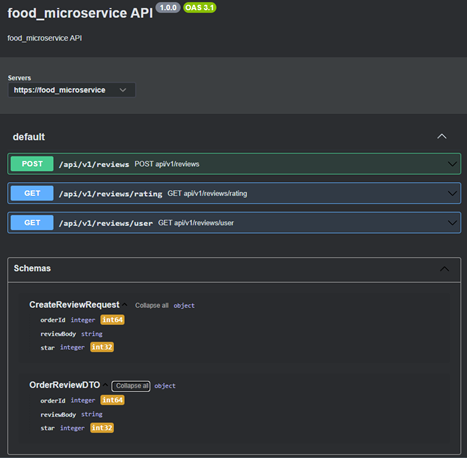 food_microservice API 1.0.0 OAS 3.1
food_microservice API
Servers
https://food_microservice
default
POST /api/v1/reviews POST api/v1/reviews
GET /api/v1/reviews/rating GET api/v1/reviews/rating
GET /api/v1/reviews/user GET api/v1/reviews/user
Schemas
CreateReviewRequest Collapse all object
orderId integer int64
reviewBody string
star integer int32
OrderReviewDTO Collapse all object
orderId integer int64
reviewBody string
star integer int32